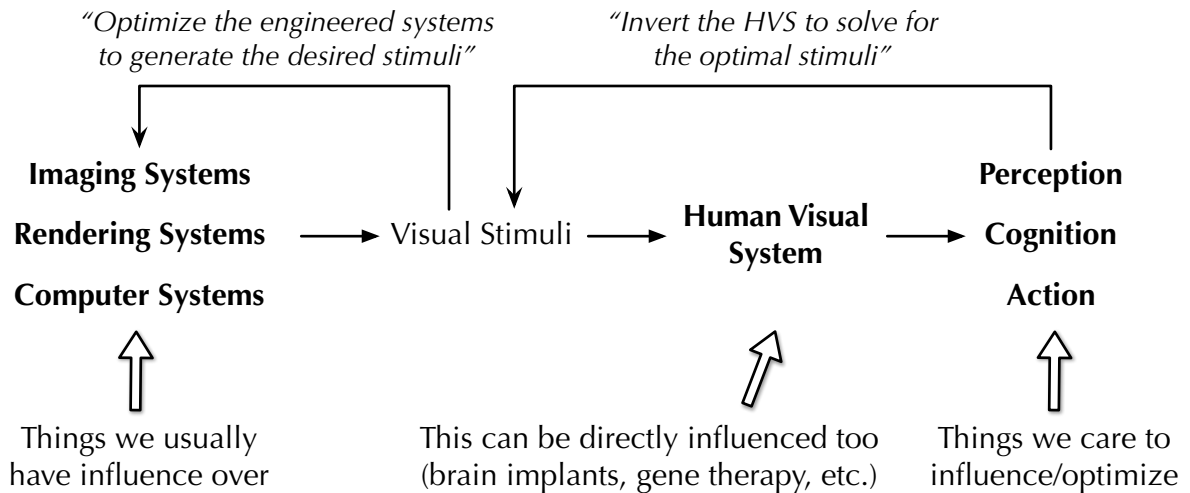 “Optimize the engineered systems
to generate the desired stimuli”
“Invert the HVS to solve for
the optimal stimuli”
Imaging Systems
Rendering Systems
Computer Systems
Visual Stimuli
Human Visual
System
Perception
Cognition
Action
Things we usually
have influence over
This can be directly influenced too
(brain implants, gene therapy, etc.)
Things we care to
influence/optimize